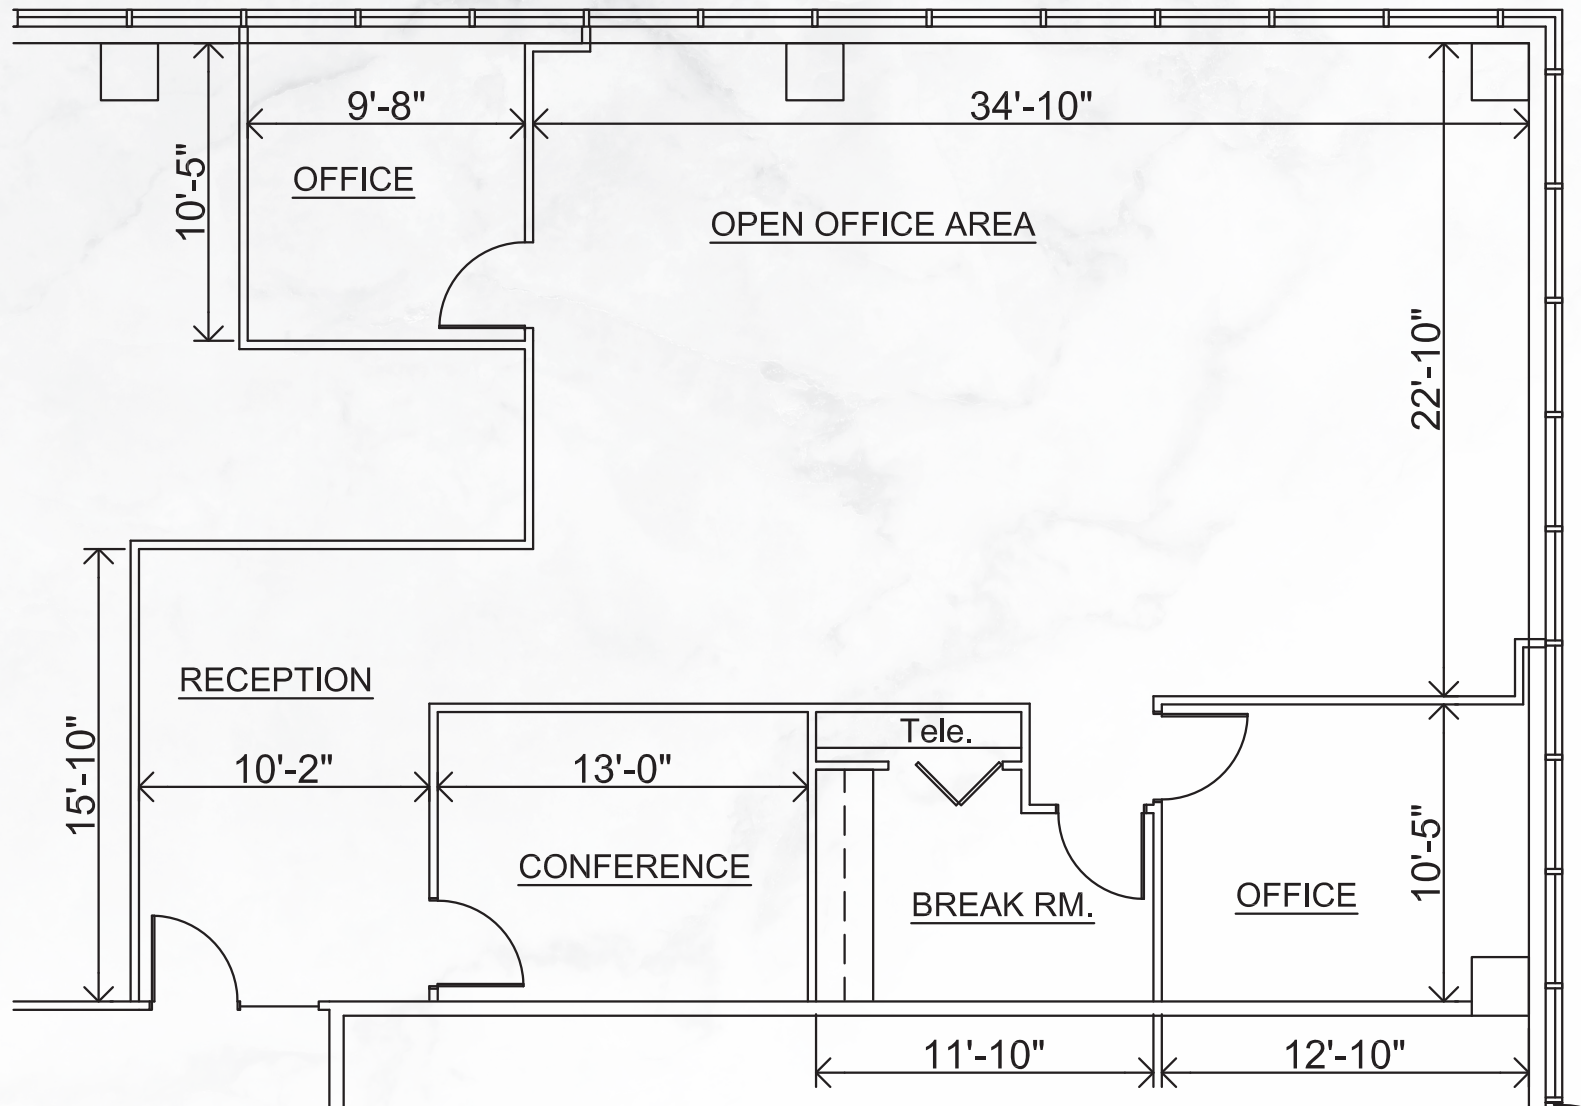 9'-8"
34'-10"
10'-5"
OFFICE
OPEN OFFICE AREA
22'-10"
RECEPTION
Tele.
10'-2"
13'-0"
15'-10"
CONFERENCE
BREAK RM.
OFFICE
10'-5"
11'-10"
12'-10"